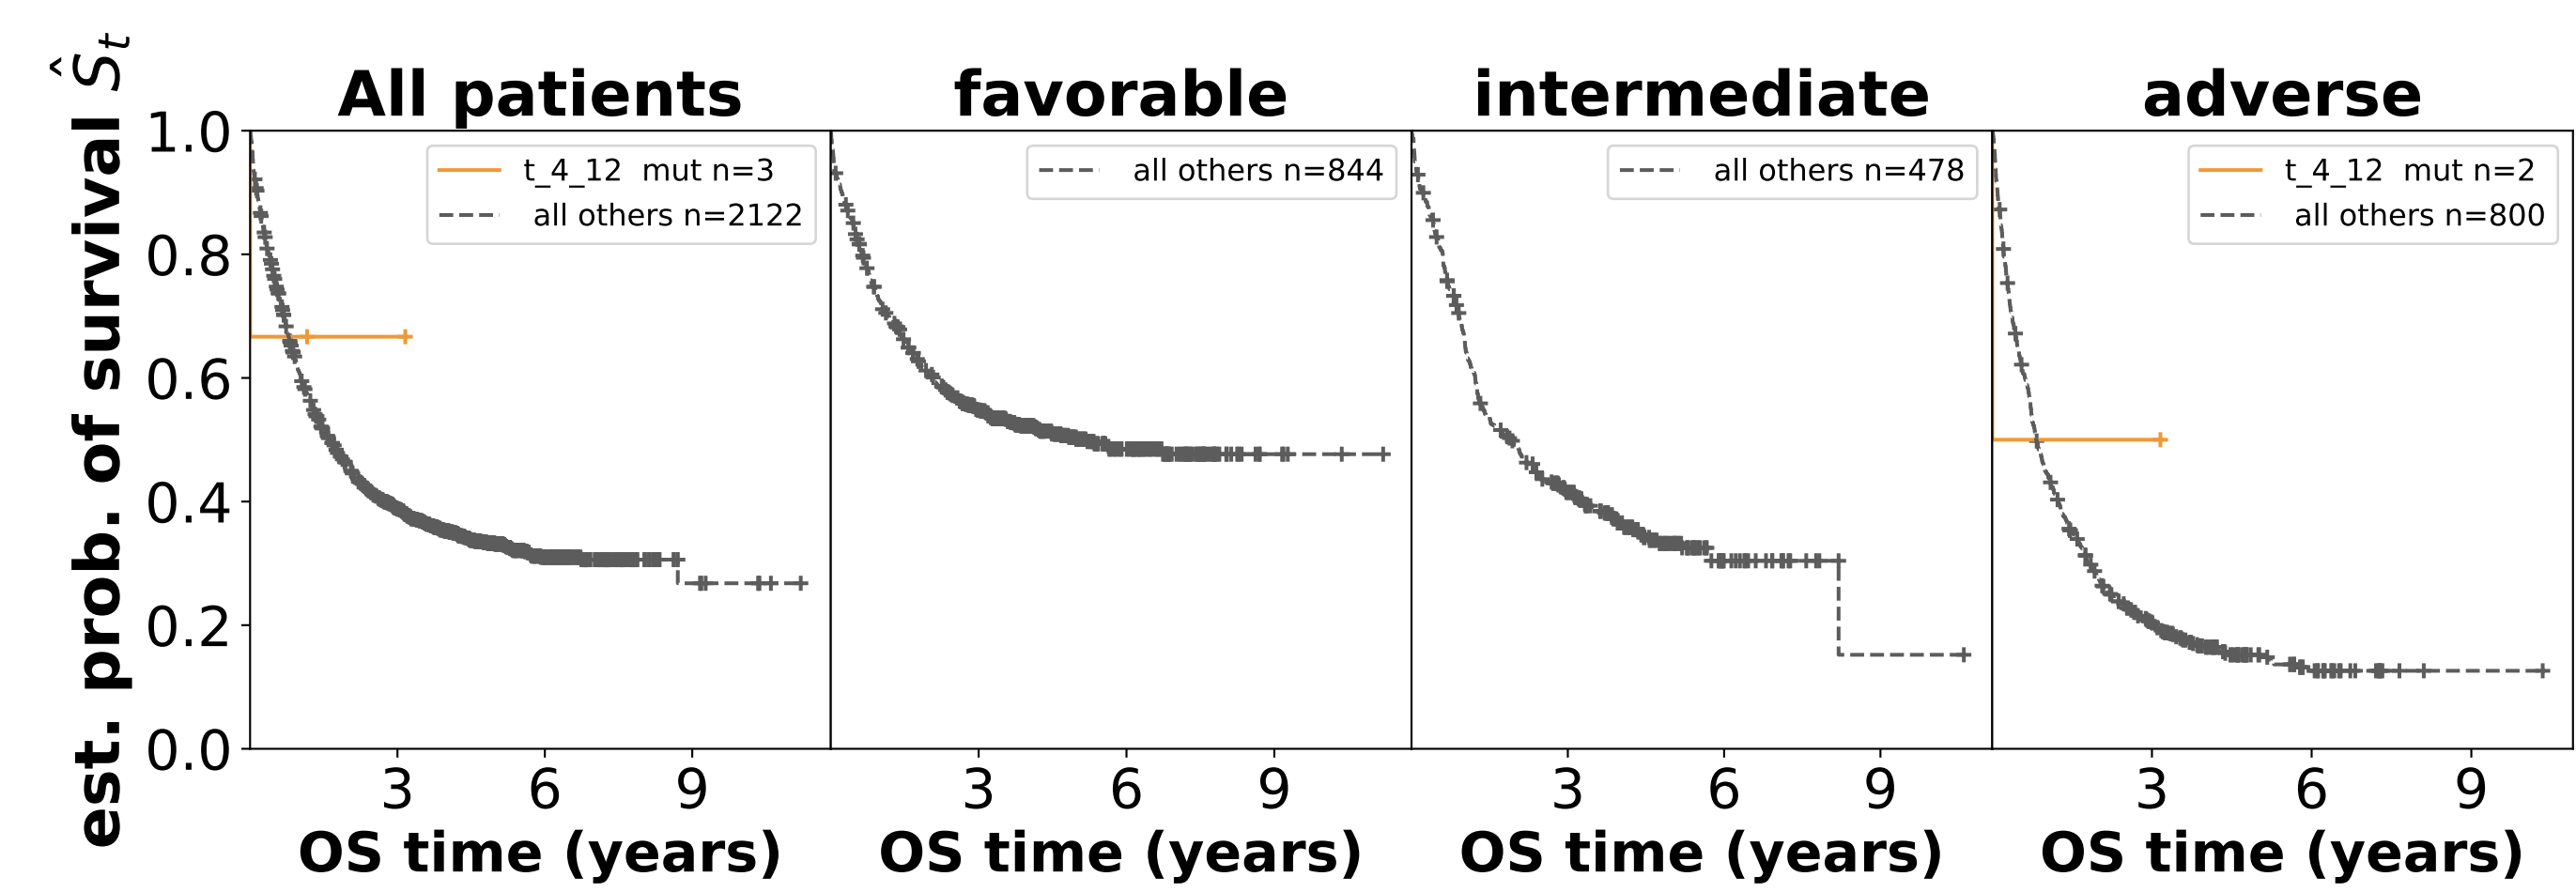 est. prob. of survival Ŝt
All patients
1.0
0.8
0.6
0.4
0.2
0.0
t_4_12 mut n=3
all others n=2122
3 6 9
OS time (years)
favorable
all others n=844
3 6 9
OS time (years)
intermediate
all others n=478
3 6 9
OS time (years)
adverse
t_4_12 mut n=2
all others n=800
3 6 9
OS time (years)